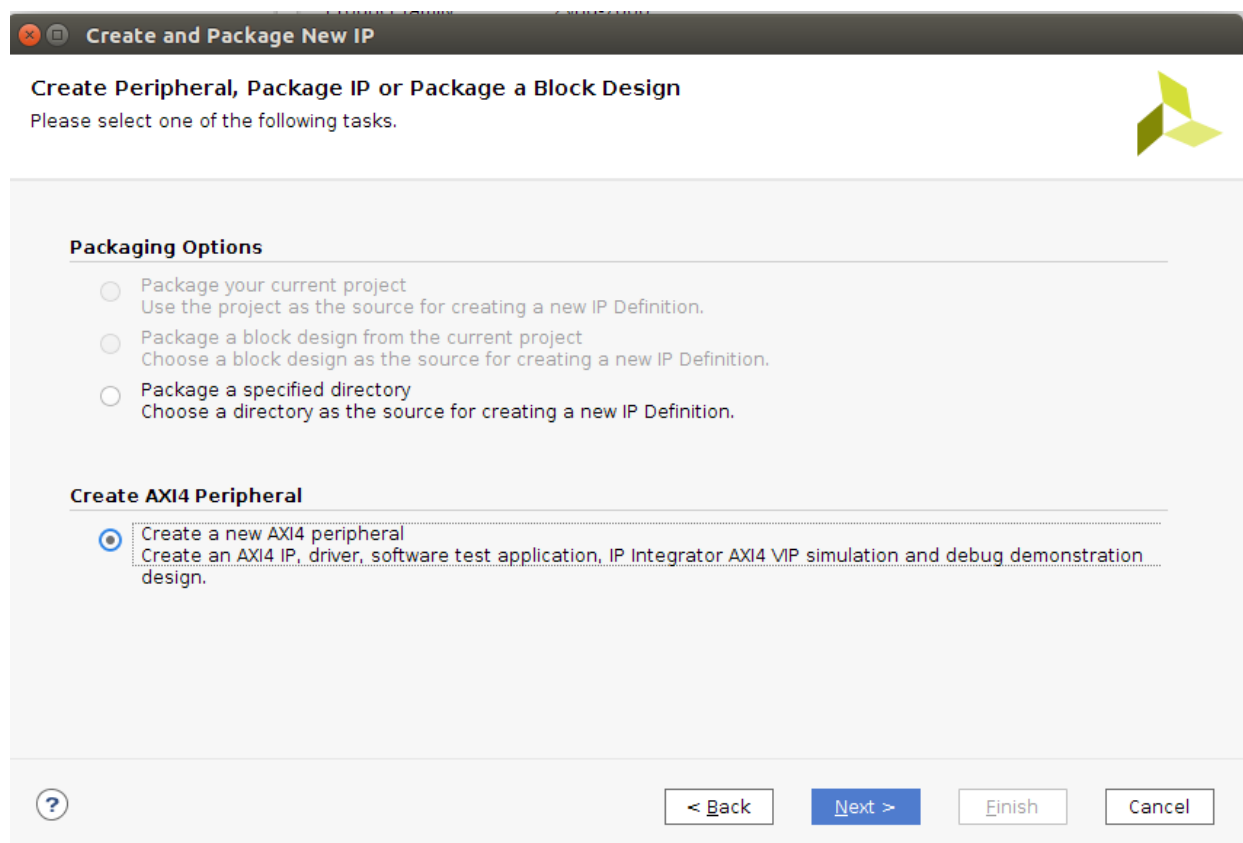 Create and Package New IP
Create Peripheral, Package IP or Package a Block Design
Please select one of the following tasks.
Packaging Options
Package your current project
Use the project as the source for creating a new IP Definition.
Package a block design from the current project
Choose a block design as the source for creating a new IP Definition.
Package a specified directory
Choose a directory as the source for creating a new IP Definition.
Create AXI4 Peripheral
Create a new AXI4 peripheral
Create an AXI4 IP, driver, software test application, IP Integrator AXI4 VIP simulation and debug demonstration
design.
?
< Back
Next >
Finish
Cancel